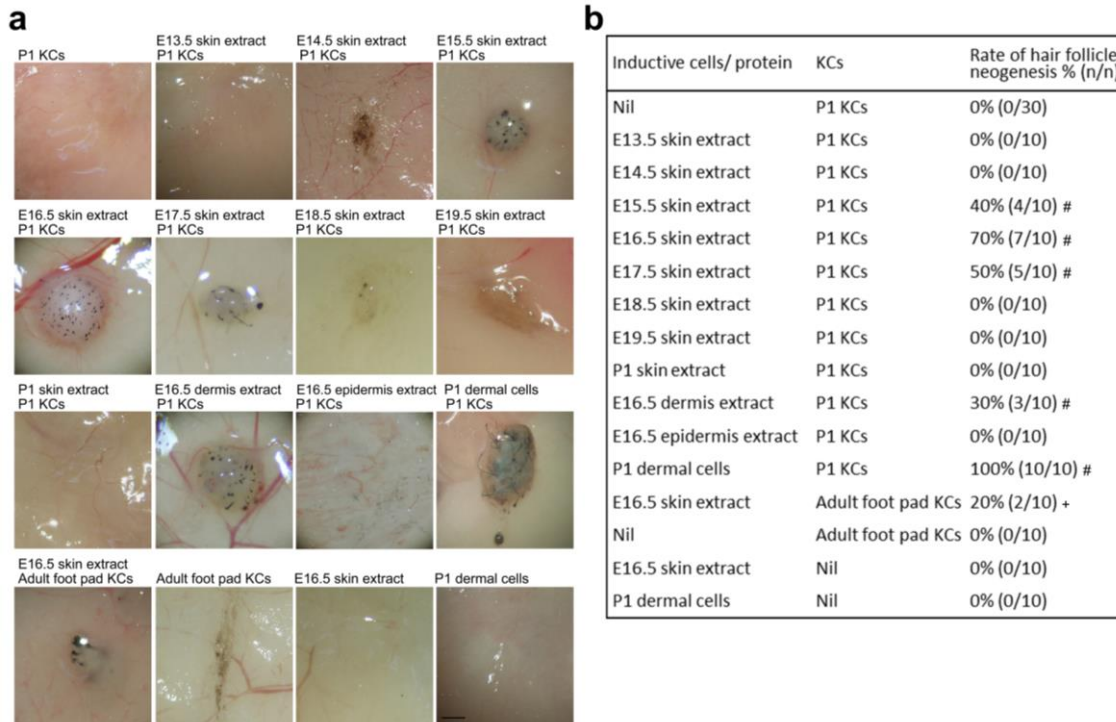 a
P1 KCs
E13.5 skin extract
P1 KCs
E14.5 skin extract
P1 KCs
E15.5 skin extract
P1 KCs
E16.5 skin extract
P1 KCs
E17.5 skin extract
P1 KCs
E18.5 skin extract
P1 KCs
E19.5 skin extract
P1 KCs
P1 skin extract
P1 KCs
E16.5 dermis extract
P1 KCs
E16.5 epidermis extract
P1 KCs
P1 dermal cells
P1 KCs
E16.5 skin extract
Adult foot pad KCs
Adult foot pad KCs
E16.5 skin extract
P1 dermal cells
b
Inductive cells/ protein KCs Rate of hair follicle
neogenesis % (n/n)
Nil P1 KCs 0% (0/30)
E13.5 skin extract P1 KCs 0% (0/10)
E14.5 skin extract P1 KCs 0% (0/10)
E15.5 skin extract P1 KCs 40% (4/10) #
E16.5 skin extract P1 KCs 70% (7/10) #
E17.5 skin extract P1 KCs 50% (5/10) #
E18.5 skin extract P1 KCs 0% (0/10)
E19.5 skin extract P1 KCs 0% (0/10)
P1 skin extract P1 KCs 0% (0/10)
E16.5 dermis extract P1 KCs 30% (3/10) #
E16.5 epidermis extract P1 KCs 0% (0/10)
P1 dermal cells P1 KCs 100% (10/10) #
E16.5 skin extract Adult foot pad KCs 20% (2/10) +
Nil Adult foot pad KCs 0% (0/10)
E16.5 skin extract Nil 0% (0/10)
P1 dermal cells Nil 0% (0/10)